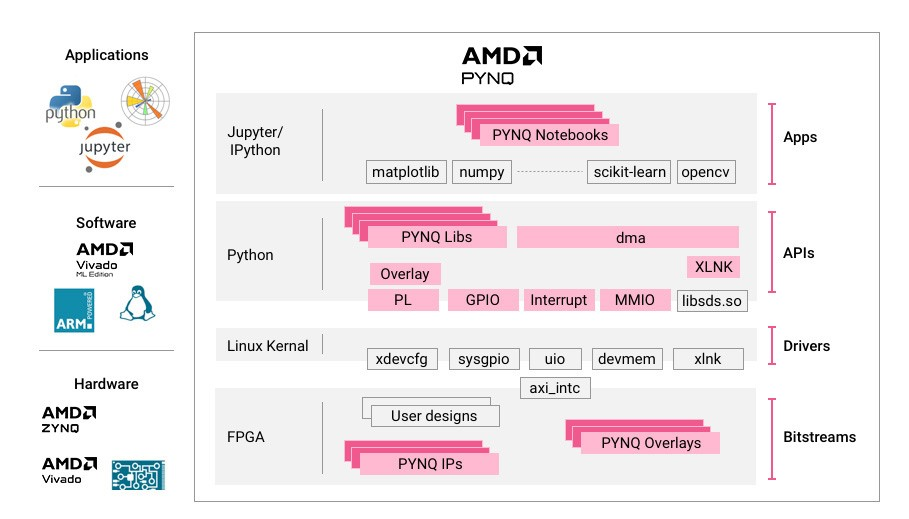 Applications
python
jupyter
Software
AMD
Vivado
ML Edition
ARM
POWERED
Hardware
AMD
ZYNQ
AMD
Vivado
AMD
PYNQ
Jupyter/
IPython
PYNQ Notebooks
matplotlib numpy scikit-learn opencv
Apps
Python
PYNQ Libs dma
Overlay XLNK
PL GPIO Interrupt MMIO libsds.so
APIs
Linux Kernal
xdevcfg sysgpio uio devmem xlnk
Drivers
axi_intc
FPGA
User designs
PYNQ Overlays
PYNQ IPs
Bitstreams